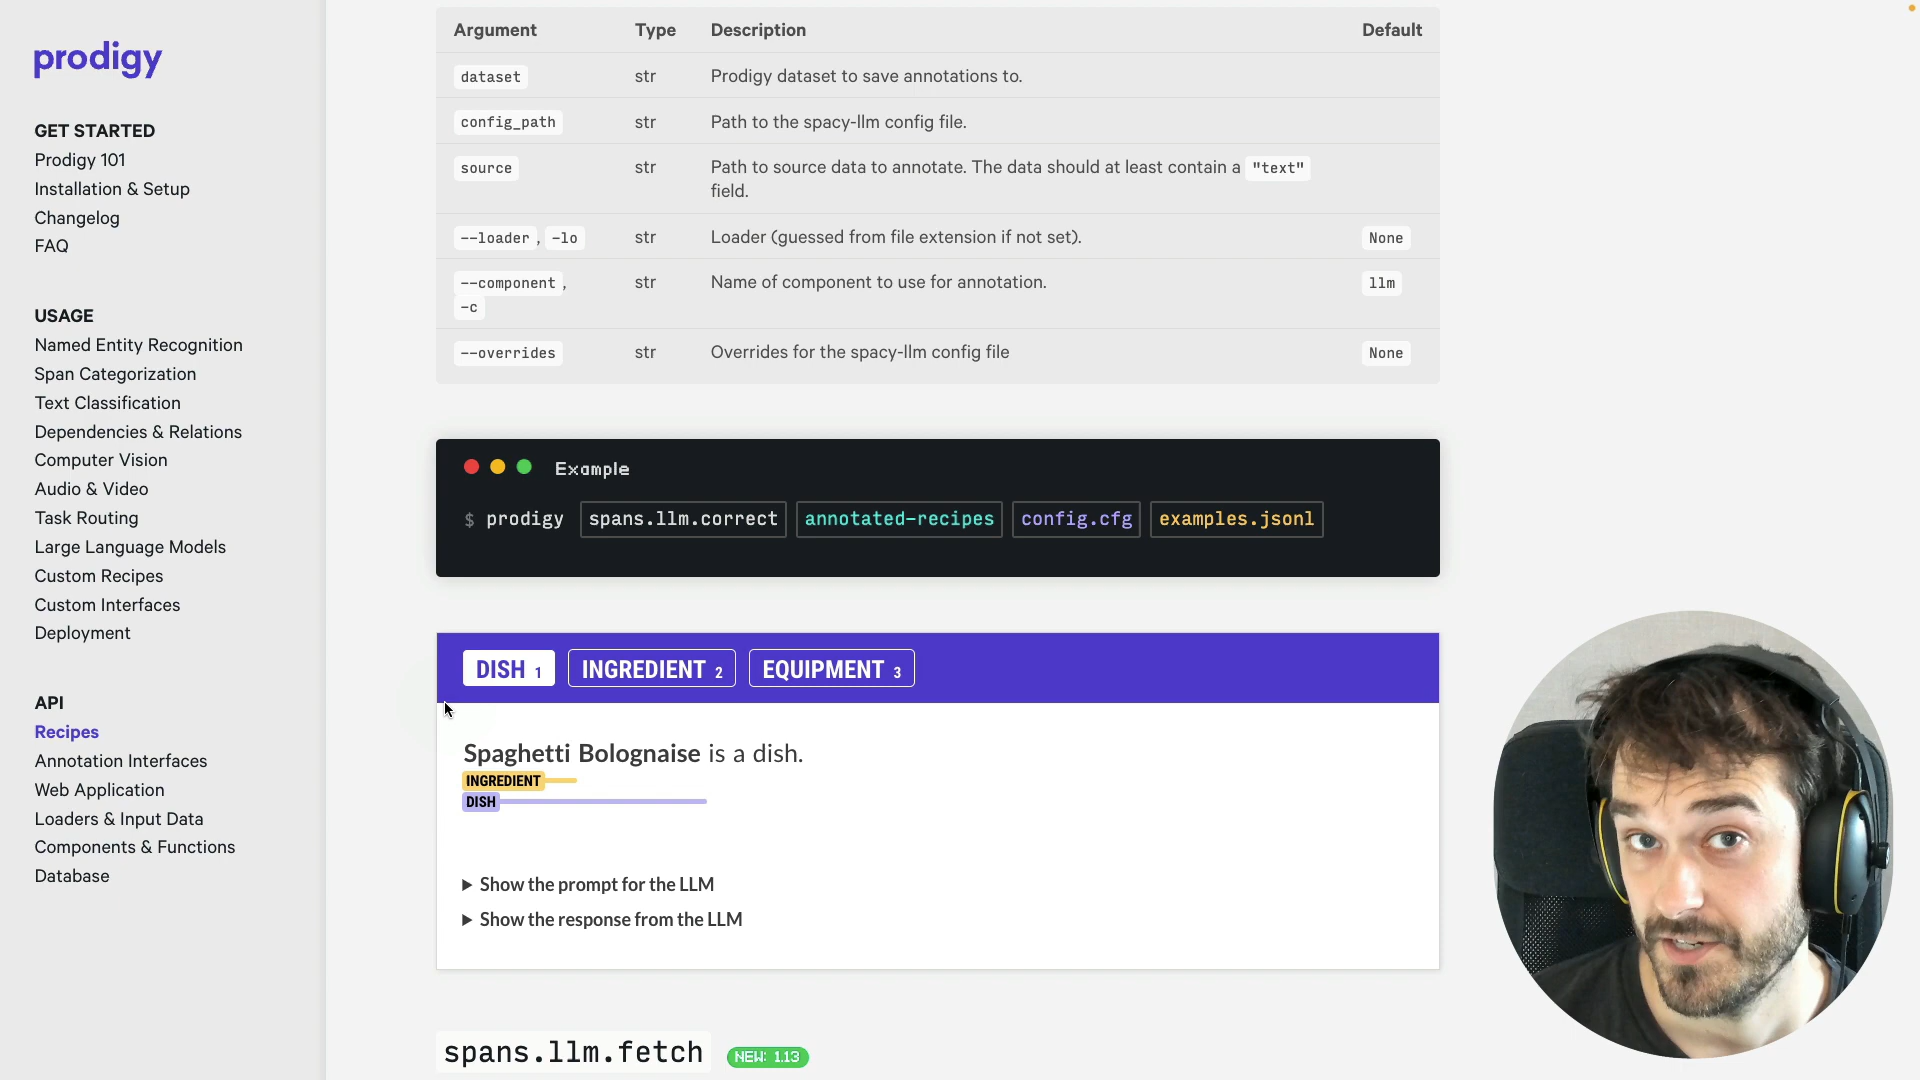 prodigy
GET STARTED
Prodigy 101
Installation & Setup
Changelog
FAQ
USAGE
Named Entity Recognition
Span Categorization
Text Classification
Dependencies & Relations
Computer Vision
Audio & Video
Task Routing
Large Language Models
Custom Recipes
Custom Interfaces
Deployment
API
Recipes
Annotation Interfaces
Web Application
Loaders & Input Data
Components & Functions
Database
Argument Type Description Default
dataset str Prodigy dataset to save annotations to.
config_path str Path to the spacy-llm config file.
source str Path to source data to annotate. The data should at least contain a "text"
field.
--loader, -lo str Loader (guessed from file extension if not set). None
--component, str Name of component to use for annotation. llm
-c
--overrides str Overrides for the spacy-llm config file None
Example
$ prodigy spans.llm.correct annotated-recipes config.cfg examples.jsonl
DISH 1 INGREDIENT 2 EQUIPMENT 3
Spaghetti Bolognaise is a dish.
INGREDIENT
DISH
▶ Show the prompt for the LLM
▶ Show the response from the LLM
spans.llm.fetch NEW: 1.13